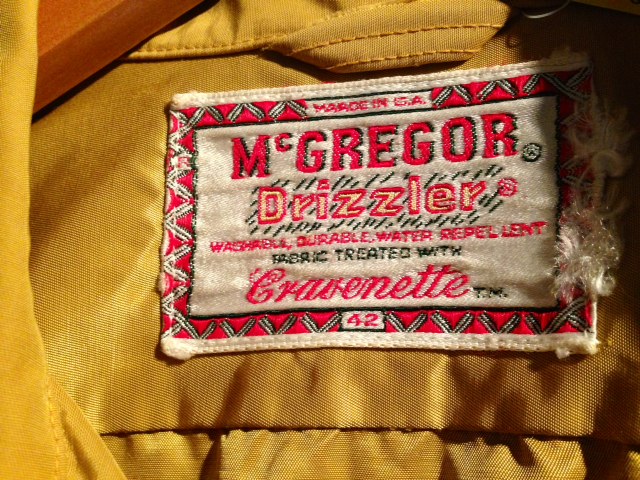 MADE IN U.S.A.
McGREGOR®
Drizzler®
WASHABLE, DURABLE, WATER REPELLENT
FABRIC TREATED WITH
Cravenette T.M.
42